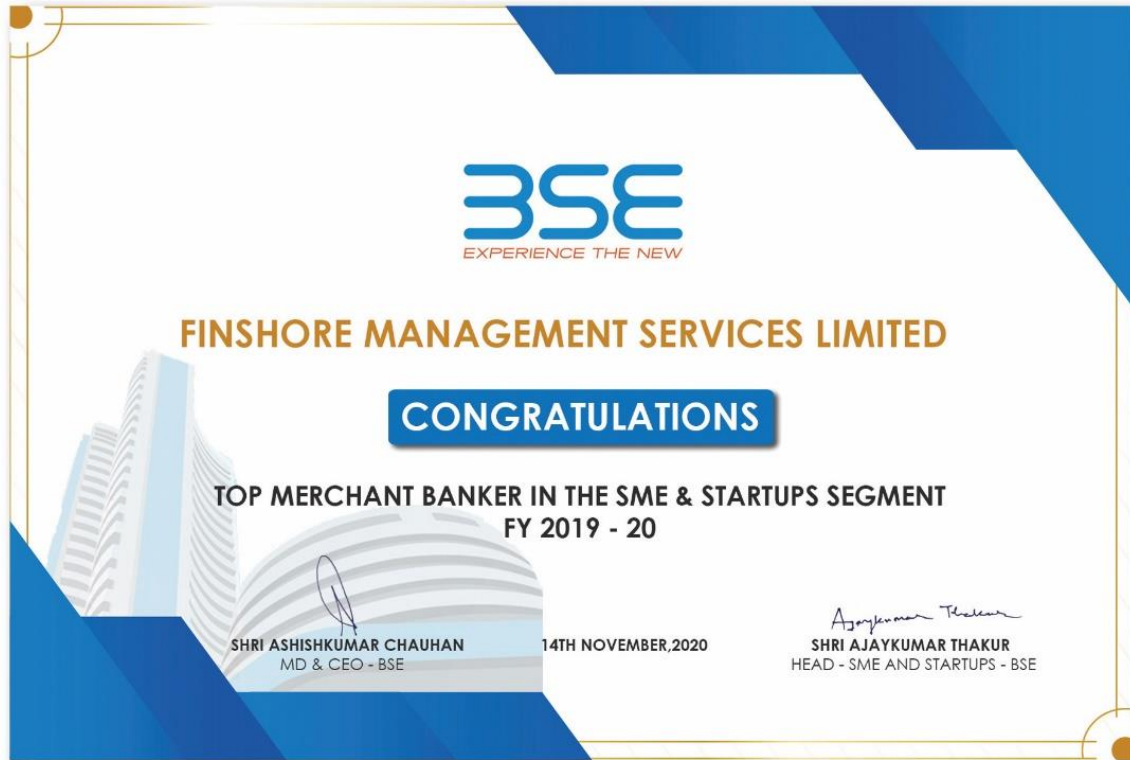 BSE
EXPERIENCE THE NEW
FINSHORE MANAGEMENT SERVICES LIMITED
CONGRATULATIONS
TOP MERCHANT BANKER IN THE SME & STARTUPS SEGMENT
FY 2019 - 20
Ajaykumar Thakur
SHRI ASHISHKUMAR CHAUHAN
MD & CEO - BSE
14TH NOVEMBER,2020
SHRI AJAYKUMAR THAKUR
HEAD - SME AND STARTUPS - BSE